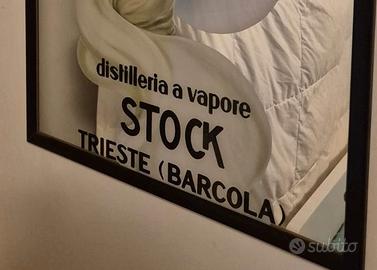 distilleria a vapore
STOCK
TRIESTE (BARCOLA)
subito